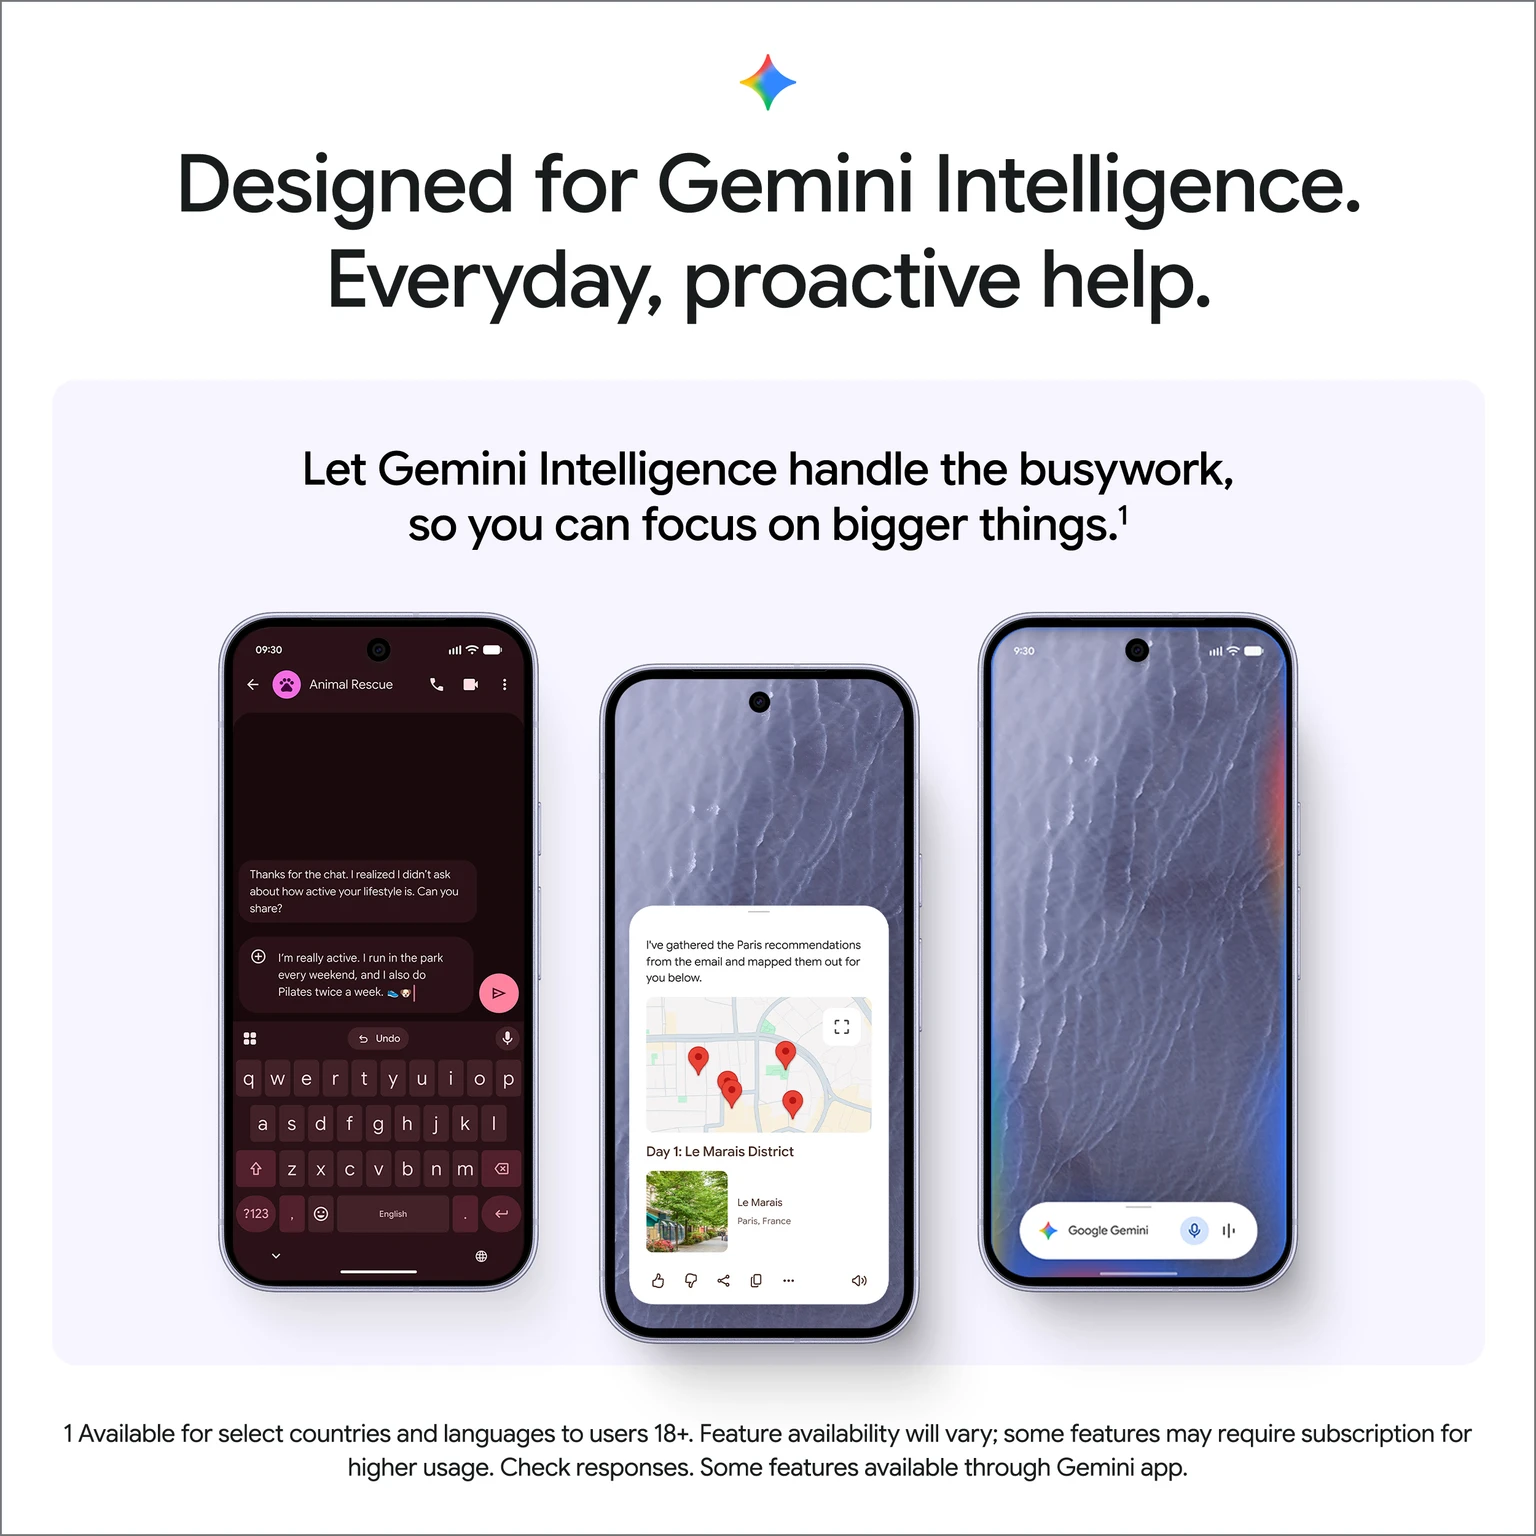 Designed for Gemini Intelligence.
Everyday, proactive help.
Let Gemini Intelligence handle the busywork,
so you can focus on bigger things.¹
09:30
Animal Rescue
Thanks for the chat. I realized I didn't ask
about how active your lifestyle is. Can you
share?
I'm really active. I run in the park
every weekend, and I also do
Pilates twice a week. 👟🐶
Undo
q w e r t y u i o p
a s d f g h j k l
z x c v b n m
?123 , English .
I've gathered the Paris recommendations
from the email and mapped them out for
you below.
Day 1: Le Marais District
Le Marais
Paris, France
9:30
Google Gemini
1 Available for select countries and languages to users 18+. Feature availability will vary; some features may require subscription for
higher usage. Check responses. Some features available through Gemini app.